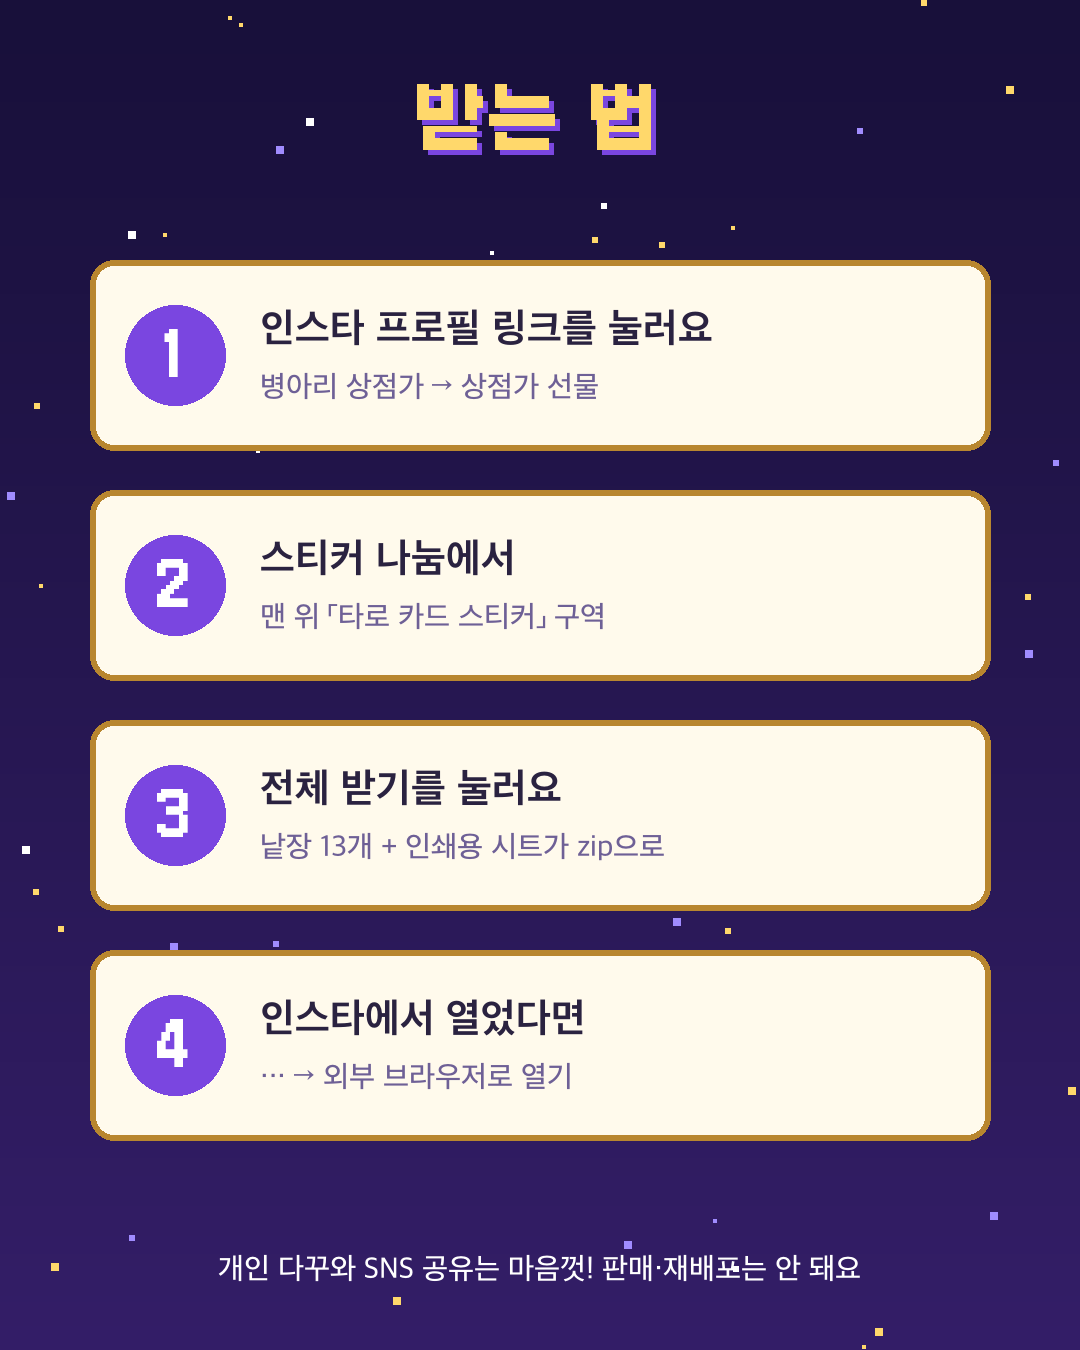 받는 법
1
인스타 프로필 링크를 눌러요
병아리 상점가 → 상점가 선물
2
스티커 나눔에서
맨 위 「타로 카드 스티커」 구역
3
전체 받기를 눌러요
낱장 13개 + 인쇄용 시트가 zip으로
4
인스타에서 열었다면
⋯ → 외부 브라우저로 열기
개인 다꾸와 SNS 공유는 마음껏! 판매·재배포는 안 돼요